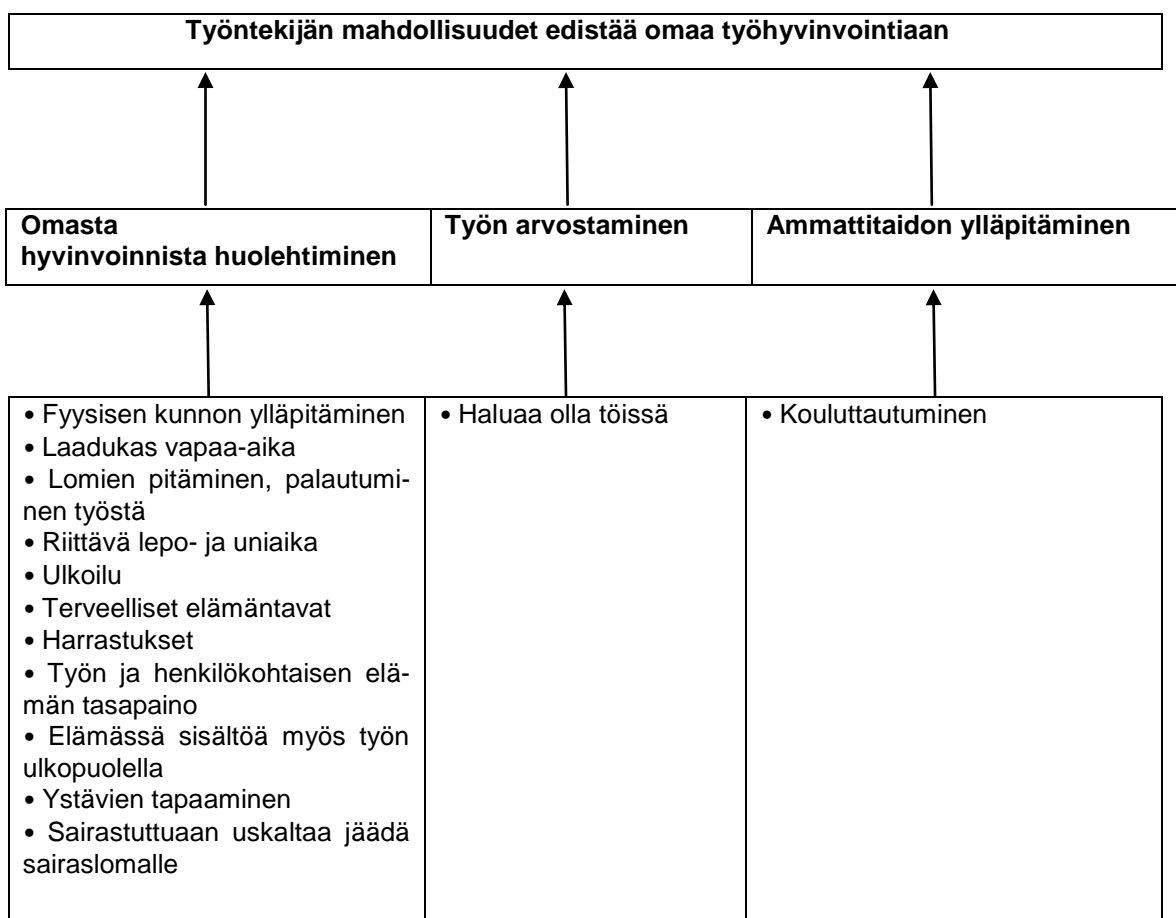 Työntekijän mahdollisuudet edistää omaa työhyvinvointiaan
Omasta
hyvinvoinnista huolehtiminen
Työn arvostaminen
Ammattitaidon ylläpitäminen
• Fyysisen kunnon ylläpitäminen
• Laadukas vapaa-aika
• Lomien pitäminen, palautumi-
nen työstä
• Riittävä lepo- ja uniaika
• Ulkoilu
• Terveelliset elämäntavat
• Harrastukset
• Työn ja henkilökohtaisen elä-
män tasapaino
• Elämässä sisältöä myös työn
ulkopuolella
• Ystävien tapaaminen
• Sairastuttuaan uskaltaa jäädä
sairaslomalle
• Haluaa olla töissä
• Kouluttautuminen